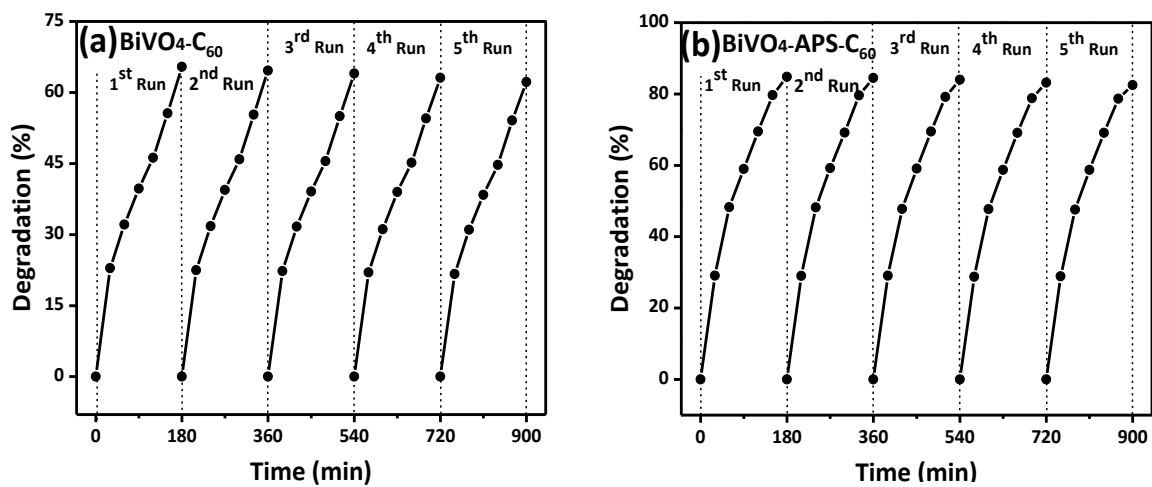 (a) BiVO4-C60
1st Run
2nd Run
3rd Run
4th Run
5th Run
75
60
45
30
15
0
Degradation (%)
0 180 360 540 720 900
Time (min)
(b) BiVO4-APS-C60
1st Run
2nd Run
3rd Run
4th Run
5th Run
100
80
60
40
20
0
Degradation (%)
0 180 360 540 720 900
Time (min)